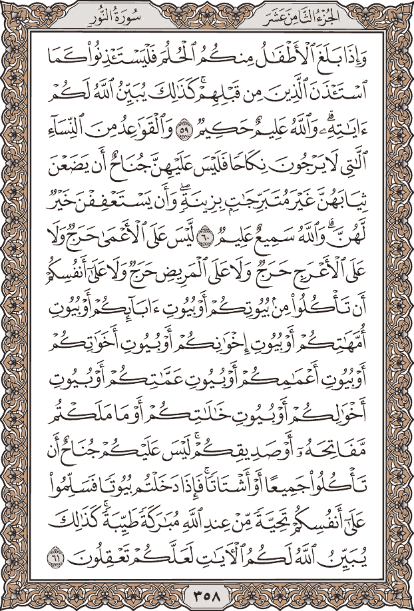 الجزء الثامن عشر
سورة النور
وَإِذَا بَلَغَ ٱلْأَطْفَٰلُ مِنكُمُ ٱلْحُلُمَ فَلْيَسْتَـْٔذِنُوا۟ كَمَا
ٱسْتَـْٔذَنَ ٱلَّذِينَ مِن قَبْلِهِمْ ۚ كَذَٰلِكَ يُبَيِّنُ ٱللَّهُ لَكُمْ
ءَايَٰتِهِۦ ۗ وَٱللَّهُ عَلِيمٌ حَكِيمٌ ٥٩ وَٱلْقَوَٰعِدُ مِنَ ٱلنِّسَآءِ
ٱلَّٰتِى لَا يَرْجُونَ نِكَاحًا فَلَيْسَ عَلَيْهِنَّ جُنَاحٌ أَن يَضَعْنَ
ثِيَابَهُنَّ غَيْرَ مُتَبَرِّجَٰتٍۭ بِزِينَةٍ ۖ وَأَن يَسْتَعْفِفْنَ خَيْرٌ
لَّهُنَّ ۗ وَٱللَّهُ سَمِيعٌ عَلِيمٌ ٦٠ لَّيْسَ عَلَى ٱلْأَعْمَىٰ حَرَجٌ وَلَا
عَلَى ٱلْأَعْرَجِ حَرَجٌ وَلَا عَلَى ٱلْمَرِيضِ حَرَجٌ وَلَا عَلَىٰٓ أَنفُسِكُمْ
أَن تَأْكُلُوا۟ مِنۢ بُيُوتِكُمْ أَوْ بُيُوتِ ءَابَآئِكُمْ أَوْ بُيُوتِ
أُمَّهَٰتِكُمْ أَوْ بُيُوتِ إِخْوَٰنِكُمْ أَوْ بُيُوتِ أَخَوَٰتِكُمْ
أَوْ بُيُوتِ أَعْمَٰمِكُمْ أَوْ بُيُوتِ عَمَّٰتِكُمْ أَوْ بُيُوتِ
أَخْوَٰلِكُمْ أَوْ بُيُوتِ خَٰلَٰتِكُمْ أَوْ مَا مَلَكْتُم
مَّفَاتِحَهُۥٓ أَوْ صَدِيقِكُمْ ۚ لَيْسَ عَلَيْكُمْ جُنَاحٌ أَن
تَأْكُلُوا۟ جَمِيعًا أَوْ أَشْتَاتًا ۚ فَإِذَا دَخَلْتُم بُيُوتًا فَسَلِّمُوا۟
عَلَىٰٓ أَنفُسِكُمْ تَحِيَّةً مِّنْ عِندِ ٱللَّهِ مُبَٰرَكَةً طَيِّبَةً ۚ كَذَٰلِكَ
يُبَيِّنُ ٱللَّهُ لَكُمُ ٱلْءَايَٰتِ لَعَلَّكُمْ تَعْقِلُونَ ٦١
٣٥٨